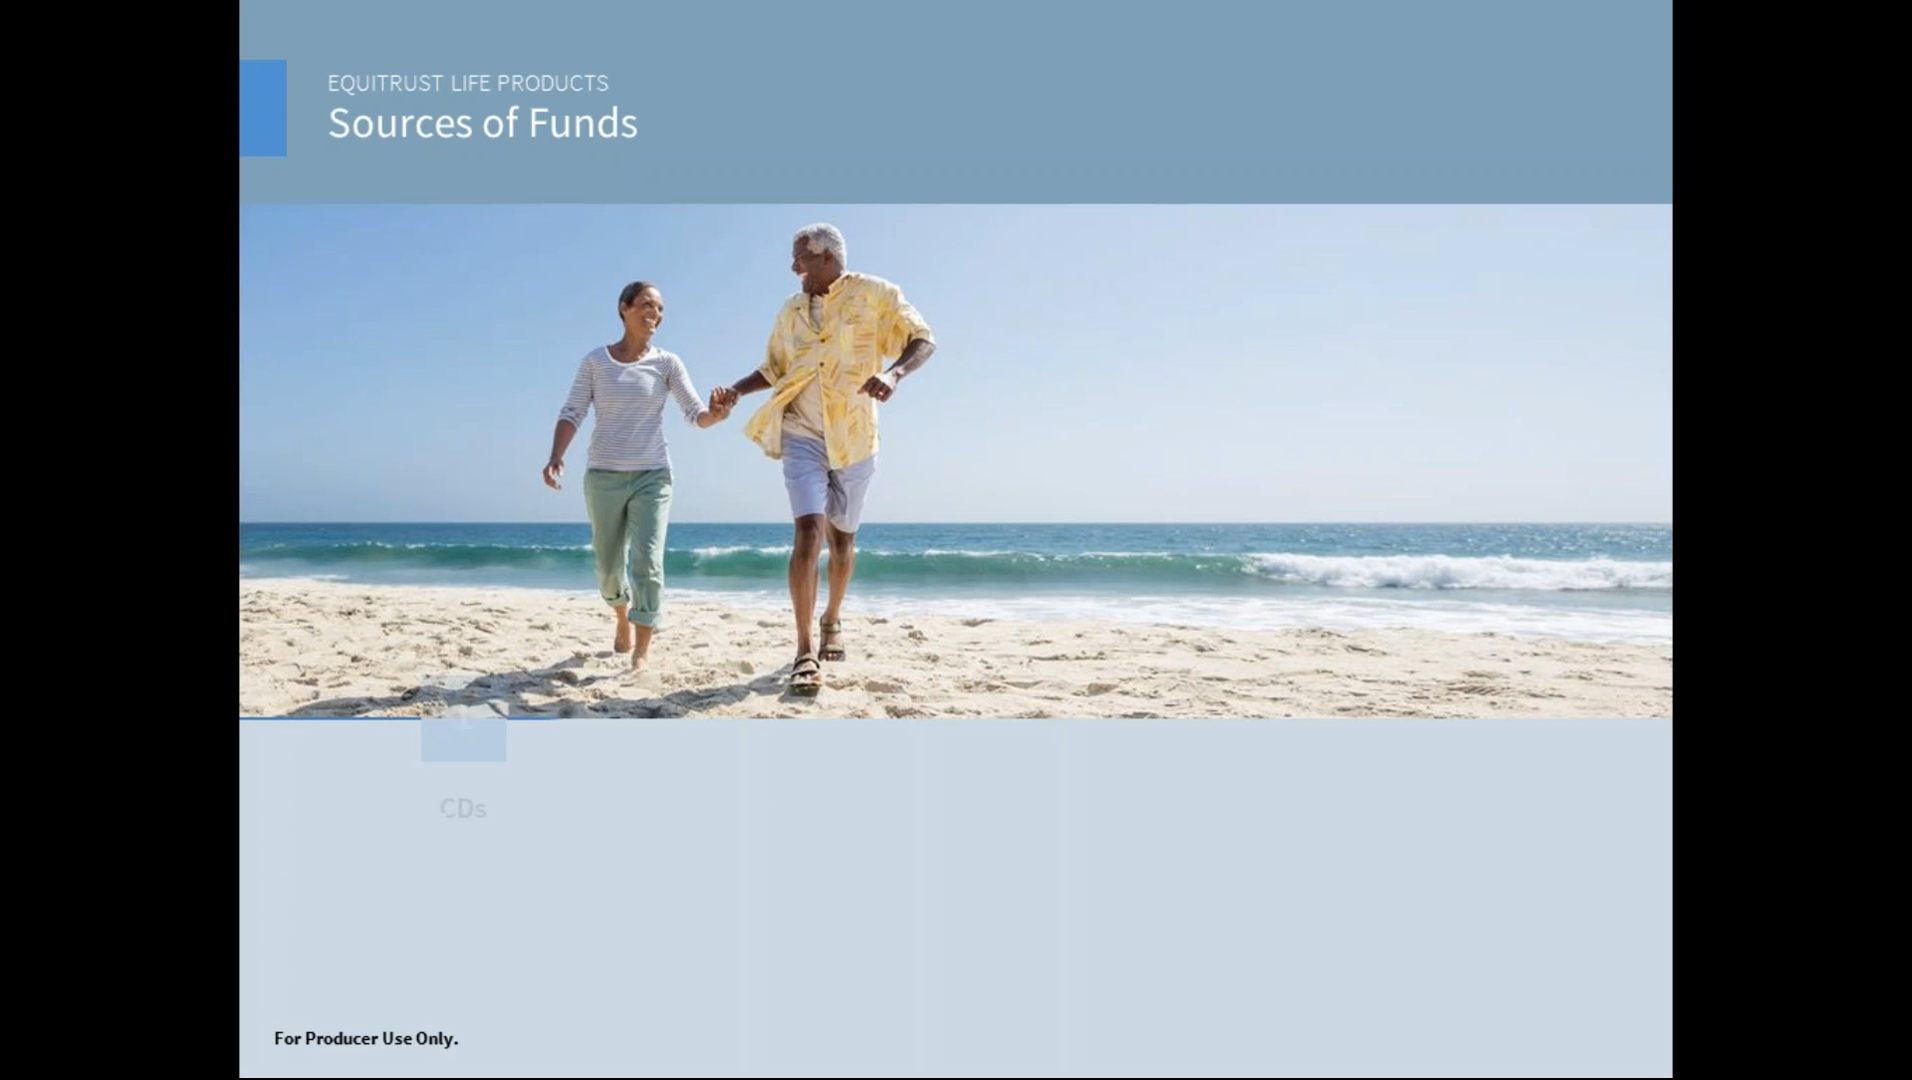 EQUITRUST LIFE PRODUCTS
Sources of Funds
CDs
For Producer Use Only.